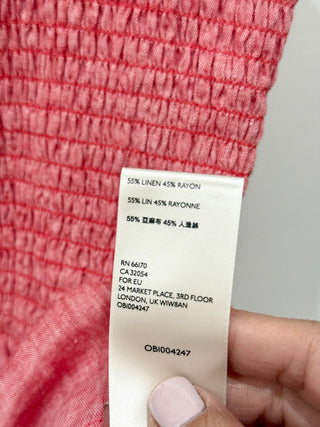 55% LINEN 45% RAYON
55% LIN 45% RAYONNE
55% 亞麻布 45% 人造絲
RN 66170
CA 32054
FOR EU
24 MARKET PLACE, 3RD FLOOR
LONDON, UK W1W8AN
OBI004247
OBI004247